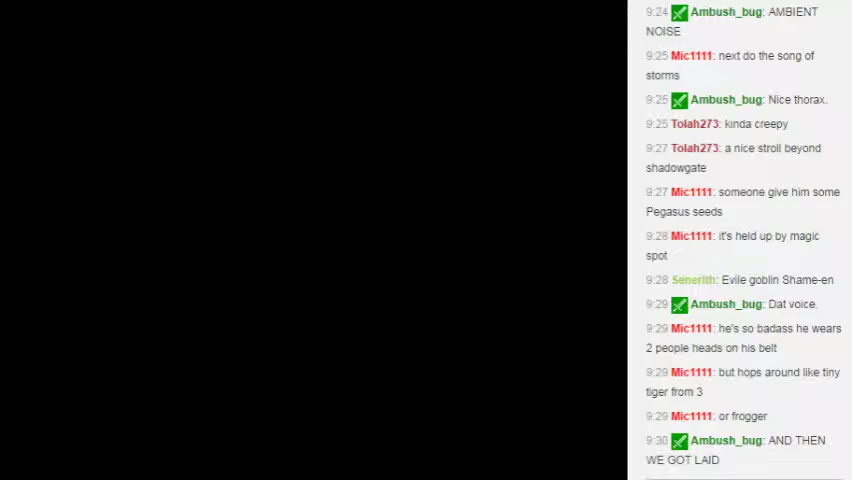 9:24 Ambush_bug: AMBIENT
NOISE
9:25 Mic1111: next do the song of
storms
9:25 Ambush_bug: Nice thorax.
9:25 Tolah273: kinda creepy
9:27 Tolah273: a nice stroll beyond
shadowgate
9:27 Mic1111: someone give him some
Pegasus seeds
9:28 Mic1111: it's held up by magic
spot
9:28 Senerith: Evile goblin Shame-en
9:29 Ambush_bug: Dat voice.
9:29 Mic1111: he's so badass he wears
2 people heads on his belt
9:29 Mic1111: but hops around like tiny
tiger from 3
9:29 Mic1111: or frogger
9:30 Ambush_bug: AND THEN
WE GOT LAID